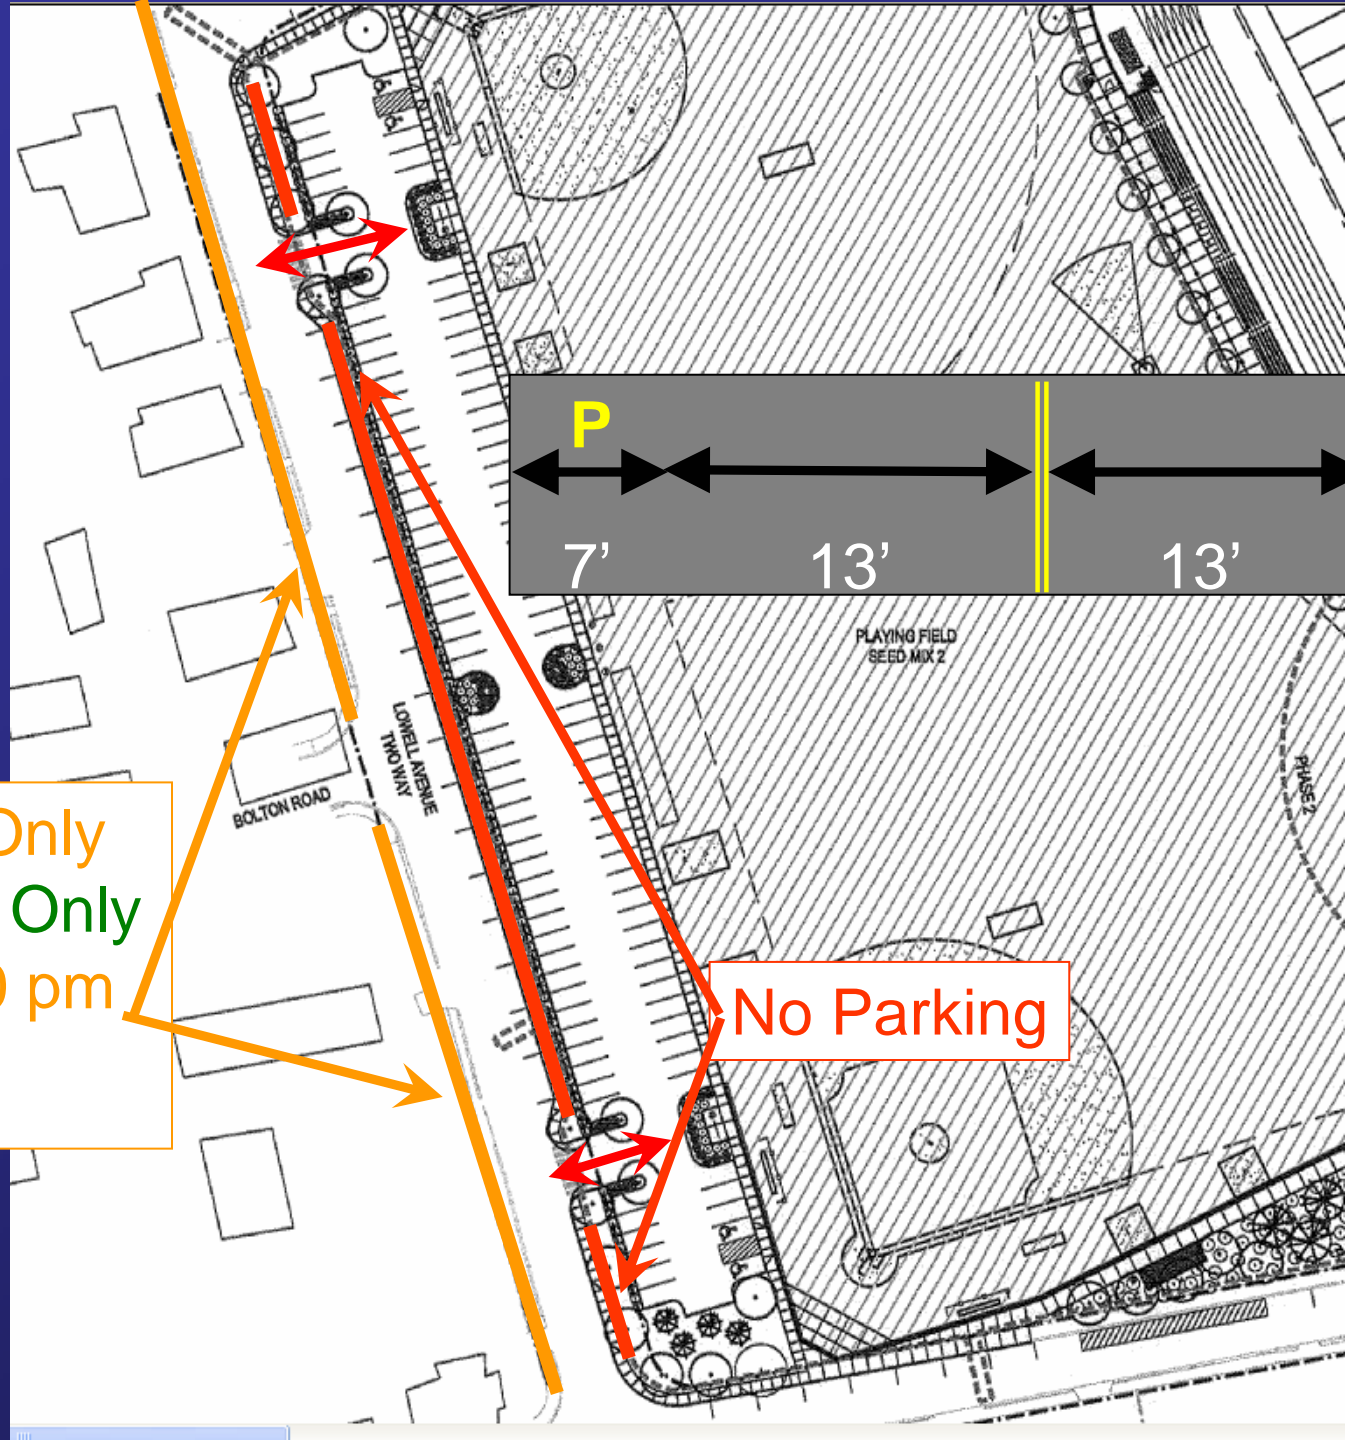 P
7’ 13’ 13’
PLAYING FIELD
SEED MIX 2
LOWELL AVENUE
TWO WAY
PHASE 2
BOLTON ROAD
Only
Only
pm
No Parking